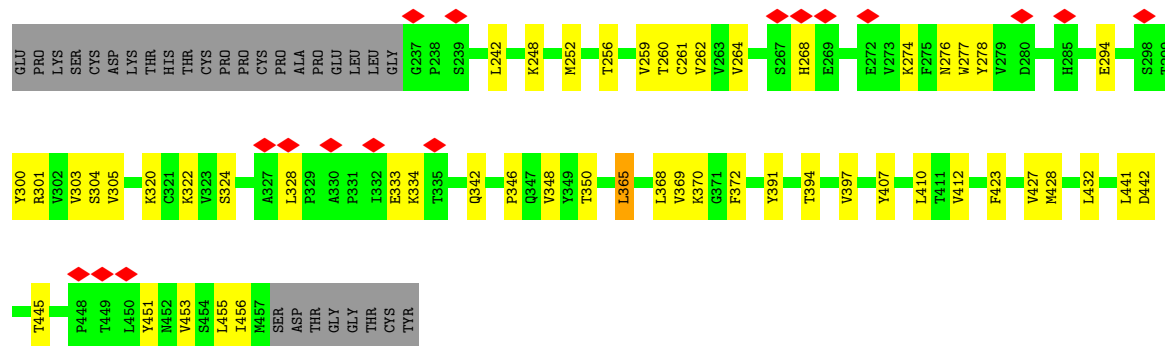 GLU PRO LYS SER CYS ASP LYS THR HIS THR CYS PRO PRO CYS PRO ALA PRO GLU LEU LEU GLY G237 P238 S239 L242 K248 M252 T256 V259 T260 C261 V262 V263 V264 S267 H268 E269 E272 V273 K274 F275 N276 W277 Y278 V279 D280 H285 E294 S298 T299
Y300 R301 V302 V303 S304 V305 K320 C321 K322 V323 S324 A327 L328 P329 A330 P331 I332 E333 K334 T335 Q342 P346 Q347 V348 Y349 T350 L365 L368 V369 K370 G371 F372 Y391 T394 V397 Y407 L410 T411 V412 F423 V427 M428 L432 L441 D442
T445 P448 T449 L450 Y451 N452 V453 S454 L455 I456 M457 SER ASP THR GLY GLY THR CYS TYR